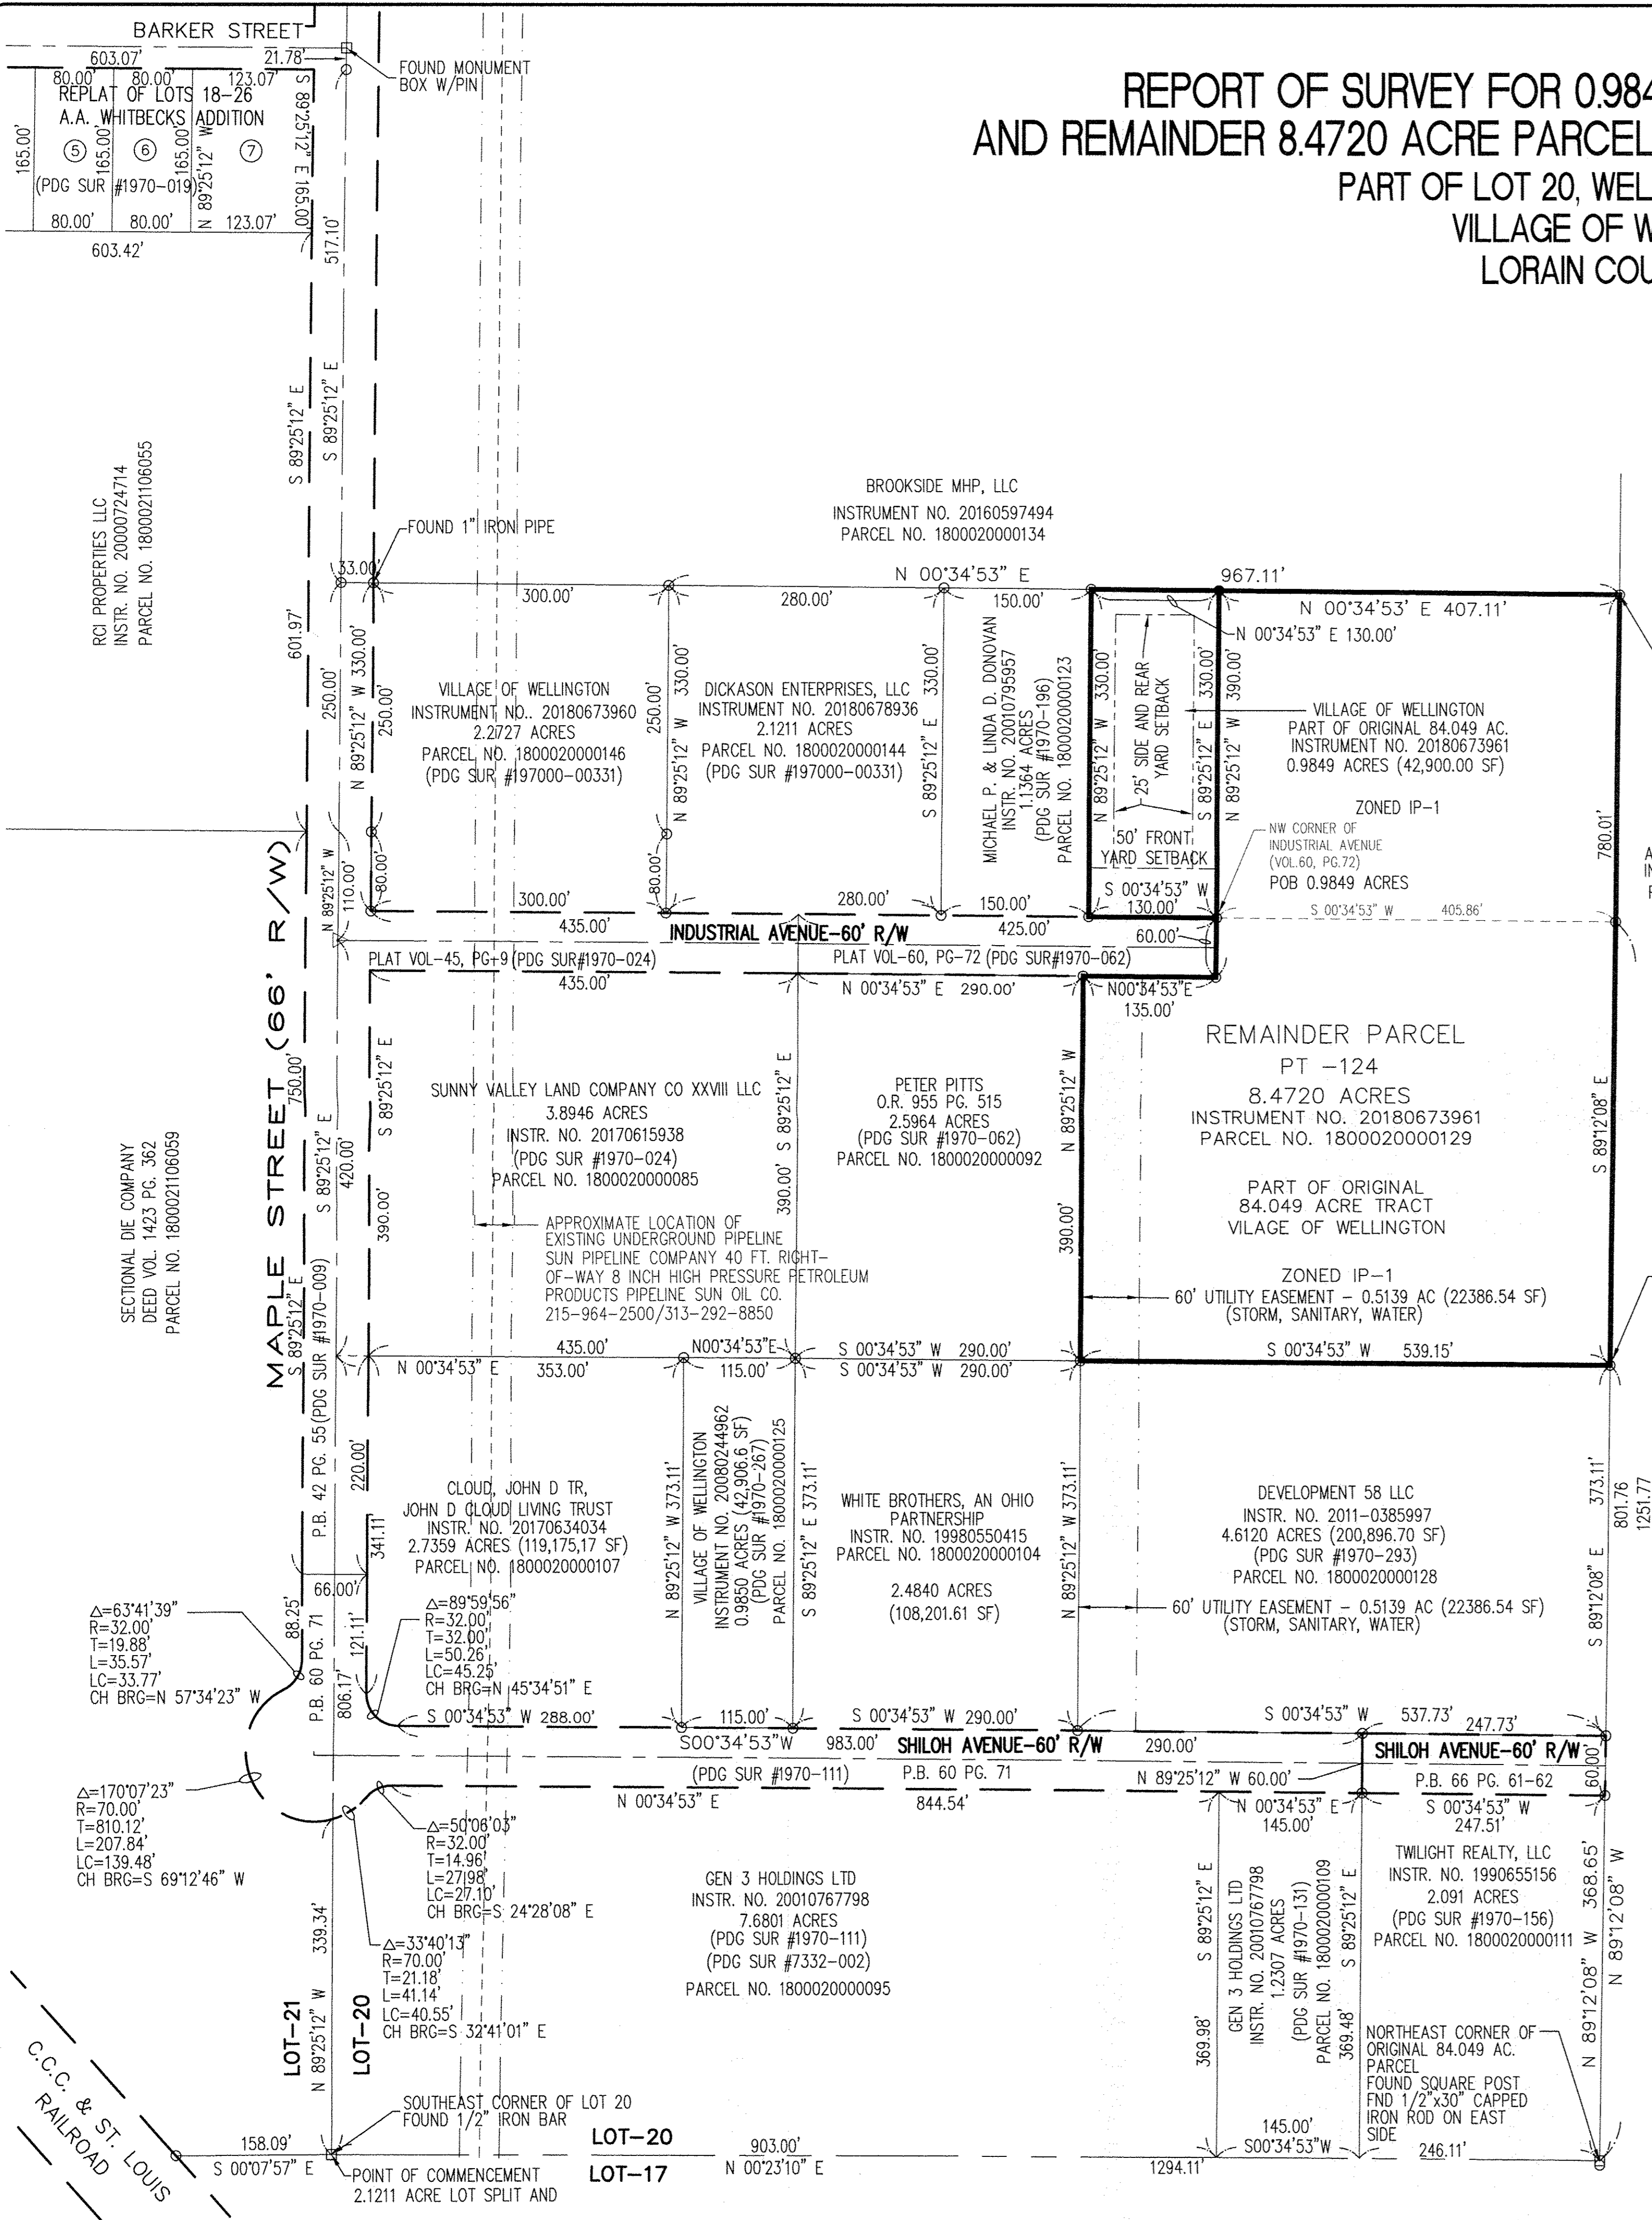 REPORT OF SURVEY FOR 0.984
AND REMAINDER 8.4720 ACRE PARCEL
PART OF LOT 20, WEL
VILLAGE OF W
LORAIN COU
BARKER STREET
603.07'
21.78'
FOUND MONUMENT
BOX W/PIN
80.00'
80.00'
123.07'
REPLAT OF LOTS 18-26
A.A. WHITBECKS ADDITION
165.00'
5
165.00'
6
165.00'
N 89°25'12" W
7
S 89°25'12" E 165.00'
(PDG SUR #1970-019)
80.00'
80.00'
123.07'
603.42'
517.10'
S 89°25'12" E
S 89°25'12" E
RCI PROPERTIES LLC
INSTR. NO. 20000724714
PARCEL NO. 1800021106055
601.97'
FOUND 1" IRON PIPE
BROOKSIDE MHP, LLC
INSTRUMENT NO. 20160597494
PARCEL NO. 1800020000134
33.00'
N 00°34'53" E
967.11'
300.00'
280.00'
150.00'
N 00°34'53' E 407.11'
N 00°34'53" E 130.00'
250.00'
N 89°25'12" W 330.00'
250.00'
VILLAGE OF WELLINGTON
INSTRUMENT NO.. 20180673960
2.2727 ACRES
PARCEL NO. 1800020000146
(PDG SUR #197000-00331)
250.00'
N 89°25'12" W 330.00'
DICKASON ENTERPRISES, LLC
INSTRUMENT NO. 20180678936
2.1211 ACRES
PARCEL NO. 1800020000144
(PDG SUR #197000-00331)
S 89°25'12" E 330.00'
MICHAEL P. & LINDA D. DONOVAN
INSTR. NO. 20010795957
1.1364 ACRES
(PDG SUR #1970-196)
PARCEL NO. 1800020000123
N 89°25'12" W 330.00'
25' SIDE AND REAR
YARD SETBACK
S 89°25'12" E 330.00'
N 89°25'12" W 390.00'
VILLAGE OF WELLINGTON
PART OF ORIGINAL 84.049 AC.
INSTRUMENT NO. 20180673961
0.9849 ACRES (42,900.00 SF)
ZONED IP-1
NW CORNER OF
INDUSTRIAL AVENUE
(VOL.60, PG.72)
POB 0.9849 ACRES
50' FRONT
YARD SETBACK
780.01'
N 89°25'12" W
110.00'
80.00'
80.00'
S 00°34'53" W
130.00'
S 00°34'53" W 405.86'
300.00'
280.00'
150.00'
435.00'
INDUSTRIAL AVENUE-60' R/W
425.00'
60.00'
PLAT VOL-45, PG-9 (PDG SUR#1970-024)
PLAT VOL-60, PG-72 (PDG SUR#1970-062)
435.00'
N 00°34'53" E 290.00'
N00°34'53"E
135.00'
MAPLE STREET (66' R/W)
750.00'
S 89°25'12" E
S 89°25'12" E
420.00'
S 89°25'12" E
390.00'
SECTIONAL DIE COMPANY
DEED VOL. 1423 PG. 362
PARCEL NO. 1800021106059
SUNNY VALLEY LAND COMPANY CO XXVIII LLC
3.8946 ACRES
INSTR. NO. 20170615938
(PDG SUR #1970-024)
PARCEL NO. 1800020000085
390.00' S 89°25'12" E
PETER PITTS
O.R. 955 PG. 515
2.5964 ACRES
(PDG SUR #1970-062)
PARCEL NO. 1800020000092
N 89°25'12" W
390.00'
REMAINDER PARCEL
PT -124
8.4720 ACRES
INSTRUMENT NO. 20180673961
PARCEL NO. 1800020000129
PART OF ORIGINAL
84.049 ACRE TRACT
VILAGE OF WELLINGTON
ZONED IP-1
60' UTILITY EASEMENT - 0.5139 AC (22386.54 SF)
(STORM, SANITARY, WATER)
S 89°12'08" E
APPROXIMATE LOCATION OF
EXISTING UNDERGROUND PIPELINE
SUN PIPELINE COMPANY 40 FT. RIGHT-
OF-WAY 8 INCH HIGH PRESSURE PETROLEUM
PRODUCTS PIPELINE SUN OIL CO.
215-964-2500/313-292-8850
P.B. 42 PG. 55 (PDG SUR #1970-009)
435.00'
N00°34'53"E
S 00°34'53" W 290.00'
S 00°34'53" W 539.15'
N 00°34'53" E 353.00'
115.00'
S 00°34'53" W 290.00'
220.00'
341.11'
CLOUD, JOHN D TR,
JOHN D CLOUD LIVING TRUST
INSTR. NO. 20170634034
2.7359 ACRES (119,175,17 SF)
PARCEL NO. 1800020000107
N 89°25'12" W 373.11'
VILLAGE OF WELLINGTON
INSTRUMENT NO. 20080244962
0.9850 ACRES (42,906.6 SF)
(PDG SUR #1970-267)
PARCEL NO. 1800020000125
S 89°25'12" E 373.11'
WHITE BROTHERS, AN OHIO
PARTNERSHIP
INSTR. NO. 19980550415
PARCEL NO. 1800020000104
2.4840 ACRES
(108,201.61 SF)
N 89°25'12" W 373.11'
DEVELOPMENT 58 LLC
INSTR. NO. 2011-0385997
4.6120 ACRES (200,896.70 SF)
(PDG SUR #1970-293)
PARCEL NO. 1800020000128
60' UTILITY EASEMENT - 0.5139 AC (22386.54 SF)
(STORM, SANITARY, WATER)
S 89°12'08" E 373.11'
801.76
1251.77
66.00'
88.25'
P.B. 60 PG. 71
806.17'
121.11'
Δ=63°41'39"
R=32.00'
T=19.88'
L=35.57'
LC=33.77'
CH BRG=N 57°34'23" W
Δ=89°59'56"
R=32.00'
T=32.00'
L=50.26'
LC=45.25'
CH BRG=N 45°34'51" E
S 00°34'53" W 288.00'
115.00'
S 00°34'53" W 290.00'
S 00°34'53" W 537.73'
247.73'
S00°34'53"W 983.00'
SHILOH AVENUE-60' R/W
290.00'
SHILOH AVENUE-60' R/W
60.00'
(PDG SUR #1970-111)
P.B. 60 PG. 71
N 89°25'12" W 60.00'
P.B. 66 PG. 61-62
N 00°34'53" E
844.54'
N 00°34'53" E
145.00'
S 00°34'53" W
247.51'
Δ=170°07'23"
R=70.00'
T=810.12'
L=207.84'
LC=139.48'
CH BRG=S 69°12'46" W
Δ=50°06'03"
R=32.00'
T=14.96'
L=27.98'
LC=27.10'
CH BRG=S 24°28'08" E
Δ=33°40'13"
R=70.00'
T=21.18'
L=41.14'
LC=40.55'
CH BRG=S 32°41'01" E
GEN 3 HOLDINGS LTD
INSTR. NO. 20010767798
7.6801 ACRES
(PDG SUR #1970-111)
(PDG SUR #7332-002)
PARCEL NO. 1800020000095
369.98' S 89°25'12" E
GEN 3 HOLDINGS LTD
INSTR. NO. 20010767798
1.2307 ACRES
(PDG SUR #1970-131)
PARCEL NO. 1800020000109
369.48' S 89°25'12" E
TWILIGHT REALTY, LLC
INSTR. NO. 1990655156
2.091 ACRES
(PDG SUR #1970-156)
PARCEL NO. 1800020000111
N 89°12'08" W 368.65'
N 89°12'08" W
NORTHEAST CORNER OF
ORIGINAL 84.049 AC.
PARCEL
FOUND SQUARE POST
FND 1/2"x30" CAPPED
IRON ROD ON EAST
SIDE
LOT-21
N 89°25'12" W 339.34'
LOT-20
C.C.C. & ST. LOUIS
RAILROAD
SOUTHEAST CORNER OF LOT 20
FOUND 1/2" IRON BAR
158.09'
S 00°07'57" E
LOT-20
LOT-17
903.00'
N 00°23'10" E
145.00'
S00°34'53"W
246.11'
1294.11'
POINT OF COMMENCEMENT
2.1211 ACRE LOT SPLIT AND